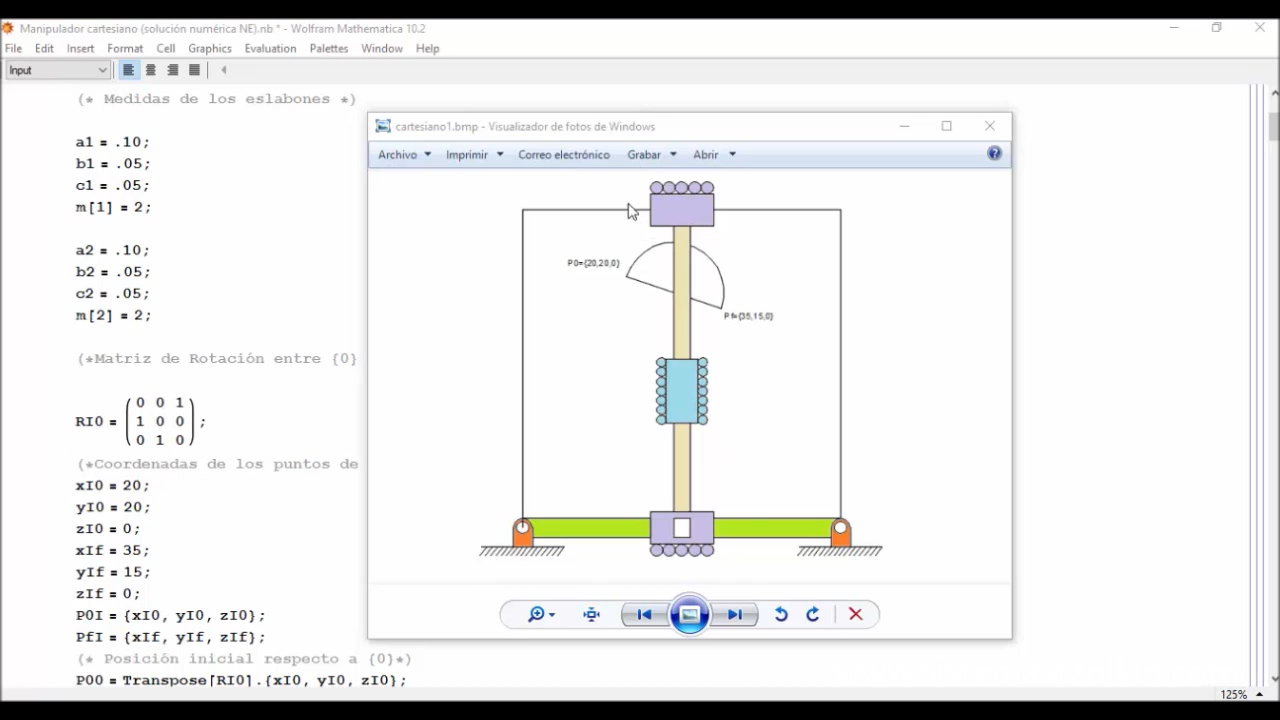 Manipulador cartesiano (solución numérica NE).nb * - Wolfram Mathematica 10.2
File Edit Insert Format Cell Graphics Evaluation Palettes Window Help
Input
(* Medidas de los eslabones *)
a1 = .10;
b1 = .05;
c1 = .05;
m[1] = 2;
a2 = .10;
b2 = .05;
c2 = .05;
m[2] = 2;
(*Matriz de Rotación entre {0}
RI0 = ( 0 0 1
1 0 0
0 1 0 ) ;
(*Coordenadas de los puntos de
xI0 = 20;
yI0 = 20;
zI0 = 0;
xIf = 35;
yIf = 15;
zIf = 0;
P0I = {xI0, yI0, zI0};
PfI = {xIf, yIf, zIf};
(* Posición inicial respecto a {0}*)
P00 = Transpose[RI0].{xI0, yI0, zI0};
cartesiano1.bmp - Visualizador de fotos de Windows
Archivo Imprimir Correo electrónico Grabar Abrir
P0={20,20,0}
Pf={35,15,0}
125%